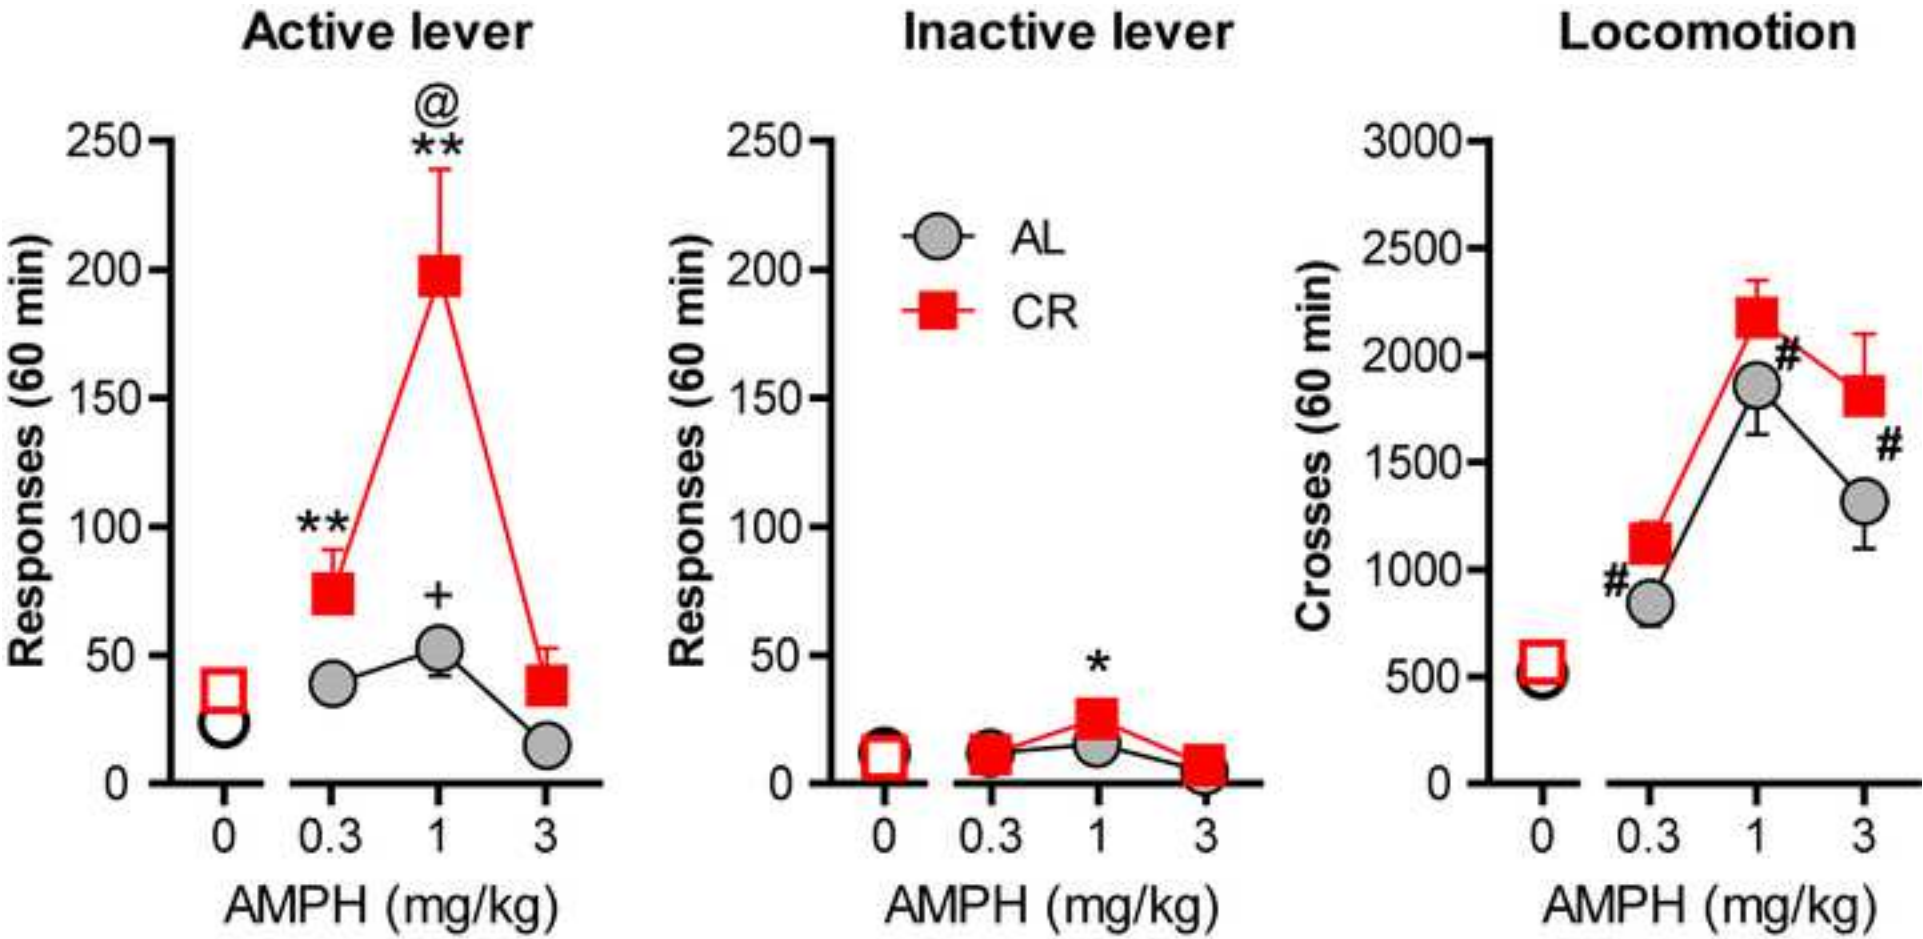 Active lever
@
**
250
200
150
100
50
0
**
+
Responses (60 min)
0 0.3 1 3
AMPH (mg/kg)
Inactive lever
250
200
150
100
50
0
AL
CR
*
Responses (60 min)
0 0.3 1 3
AMPH (mg/kg)
Locomotion
3000
2500
2000
1500
1000
500
0
#
#
#
Crosses (60 min)
0 0.3 1 3
AMPH (mg/kg)